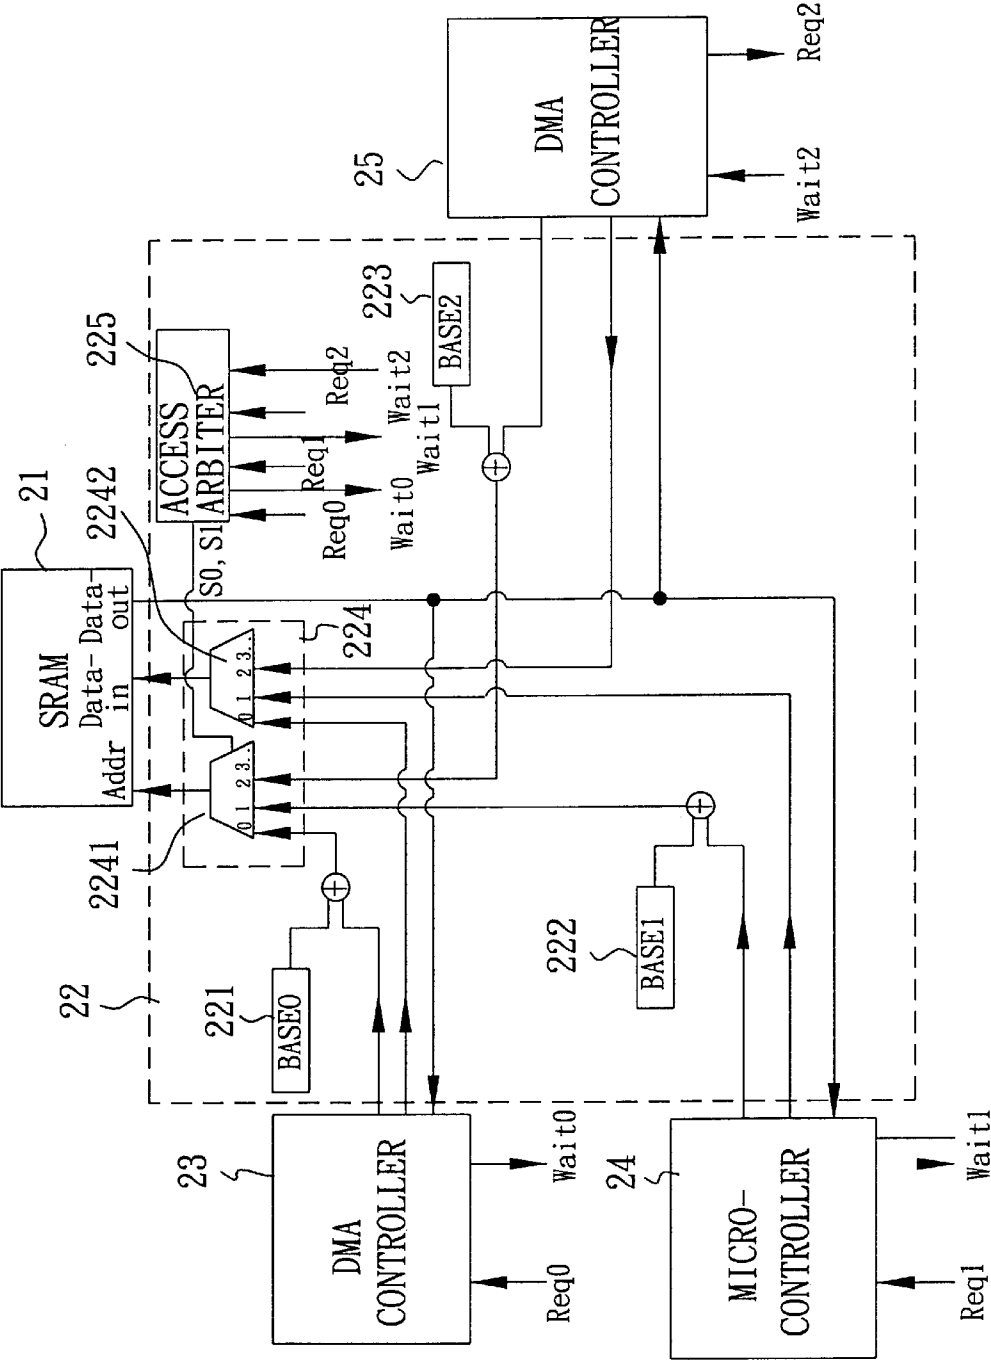 21
SRAM
Addr
Data-
in
Data-
out
22
2241
0 1 2 3..
2242
0 1 2 3..
224
S0, S1
ACCESS
ARBITER
225
Req0
Wait0
Req1
Wait1
Req2
Wait2
221
BASE0
222
BASE1
223
BASE2
23
DMA
CONTROLLER
Req0
Wait0
24
MICRO-
CONTROLLER
Req1
Wait1
25
DMA
CONTROLLER
Wait2
Req2